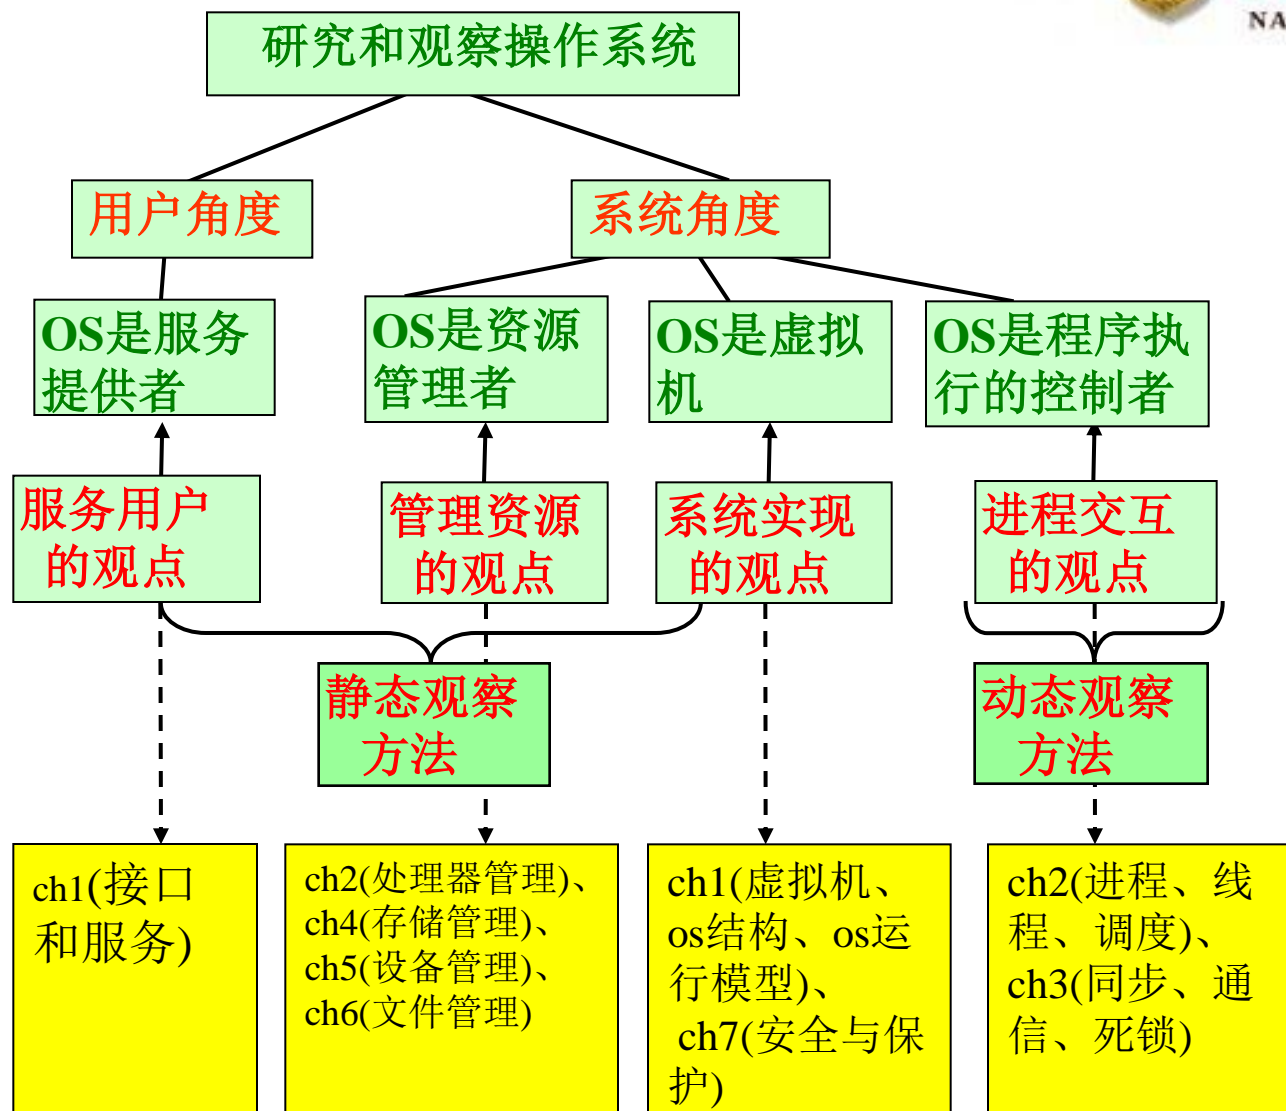 NA
研究和观察操作系统
用户角度
系统角度
OS是服务
提供者
OS是资源
管理者
OS是虚拟
机
OS是程序执
行的控制者
服务用户
的观点
管理资源
的观点
系统实现
的观点
进程交互
的观点
静态观察
方法
动态观察
方法
ch1(接口
和服务)
ch2(处理器管理)、
ch4(存储管理)、
ch5(设备管理)、
ch6(文件管理)
ch1(虚拟机、
os结构、os运
行模型)、
ch7(安全与保
护)
ch2(进程、线
程、调度)、
ch3(同步、通
信、死锁)